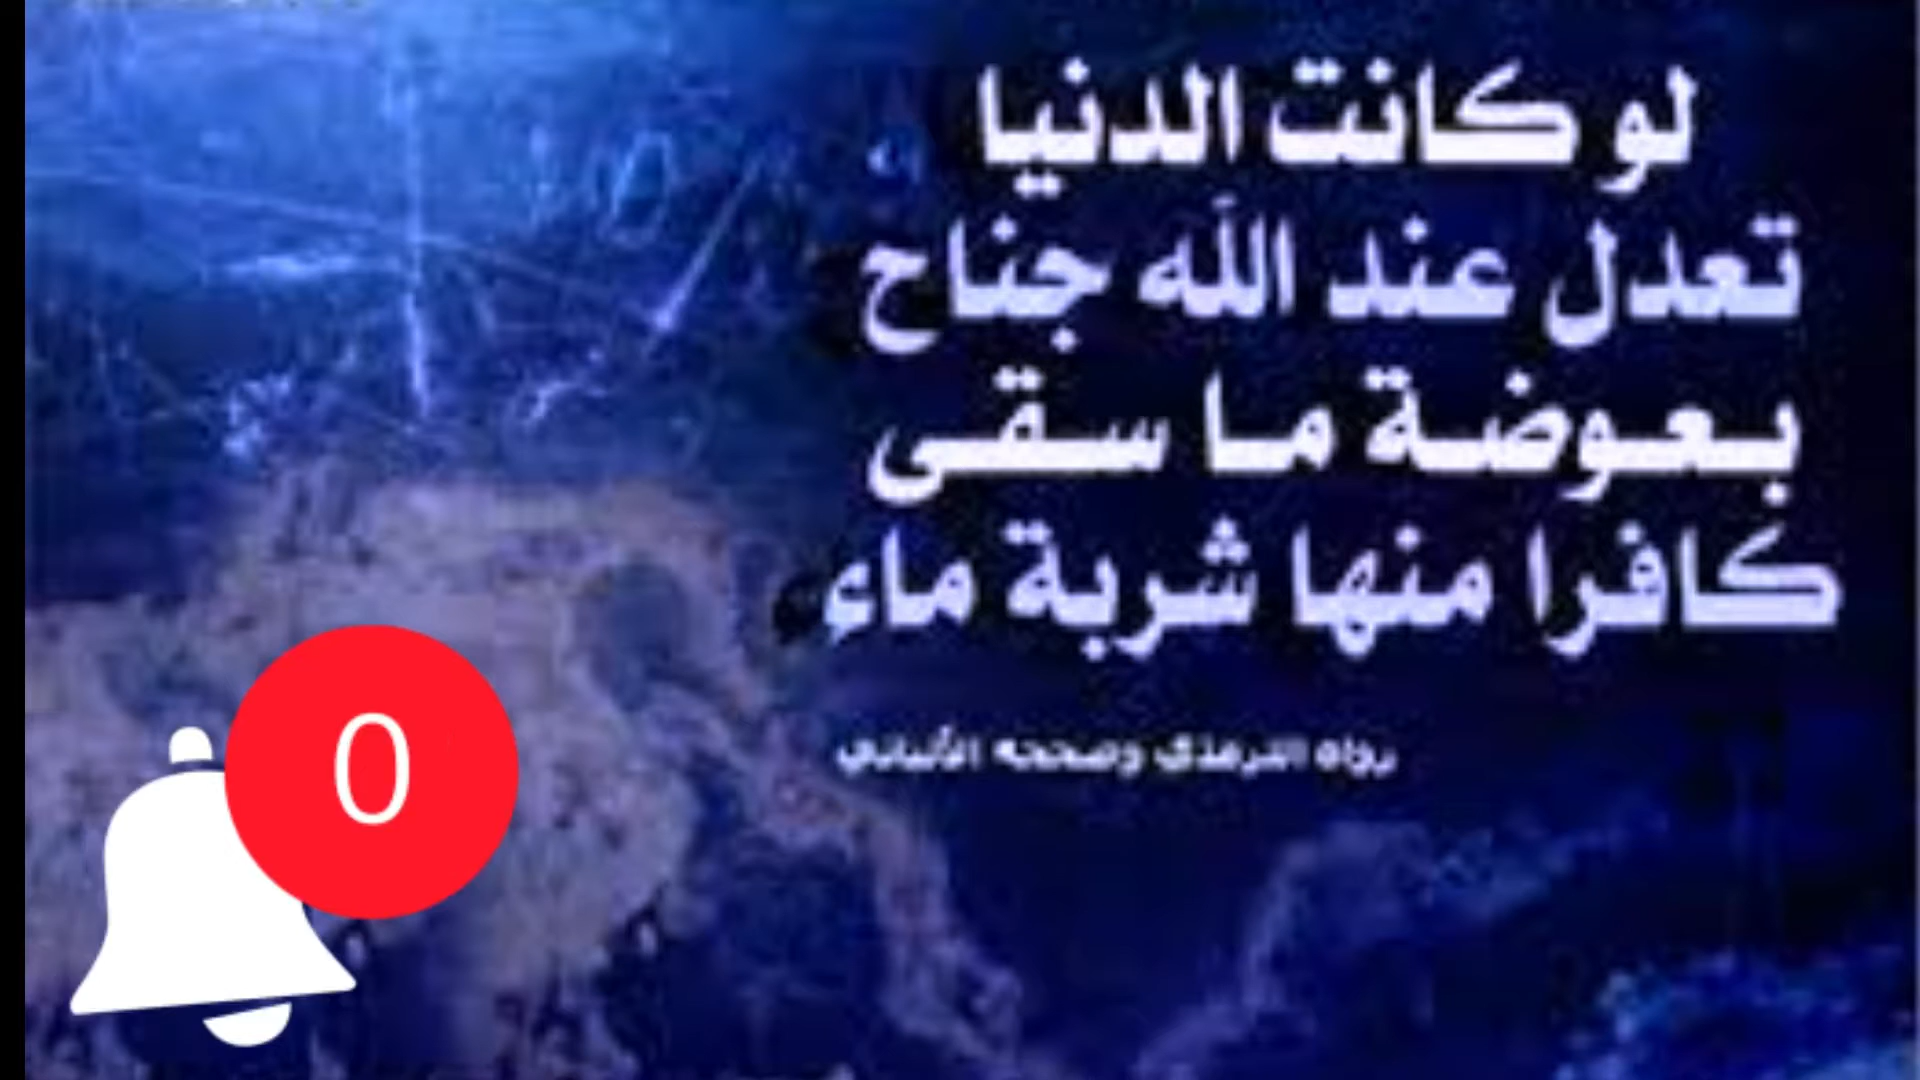 لو كانت الدنيا
تعدل عند الله جناح
بعوضة ما سقى
كافرا منها شربة ماء
رواه الترمذي وصححه الألباني
0